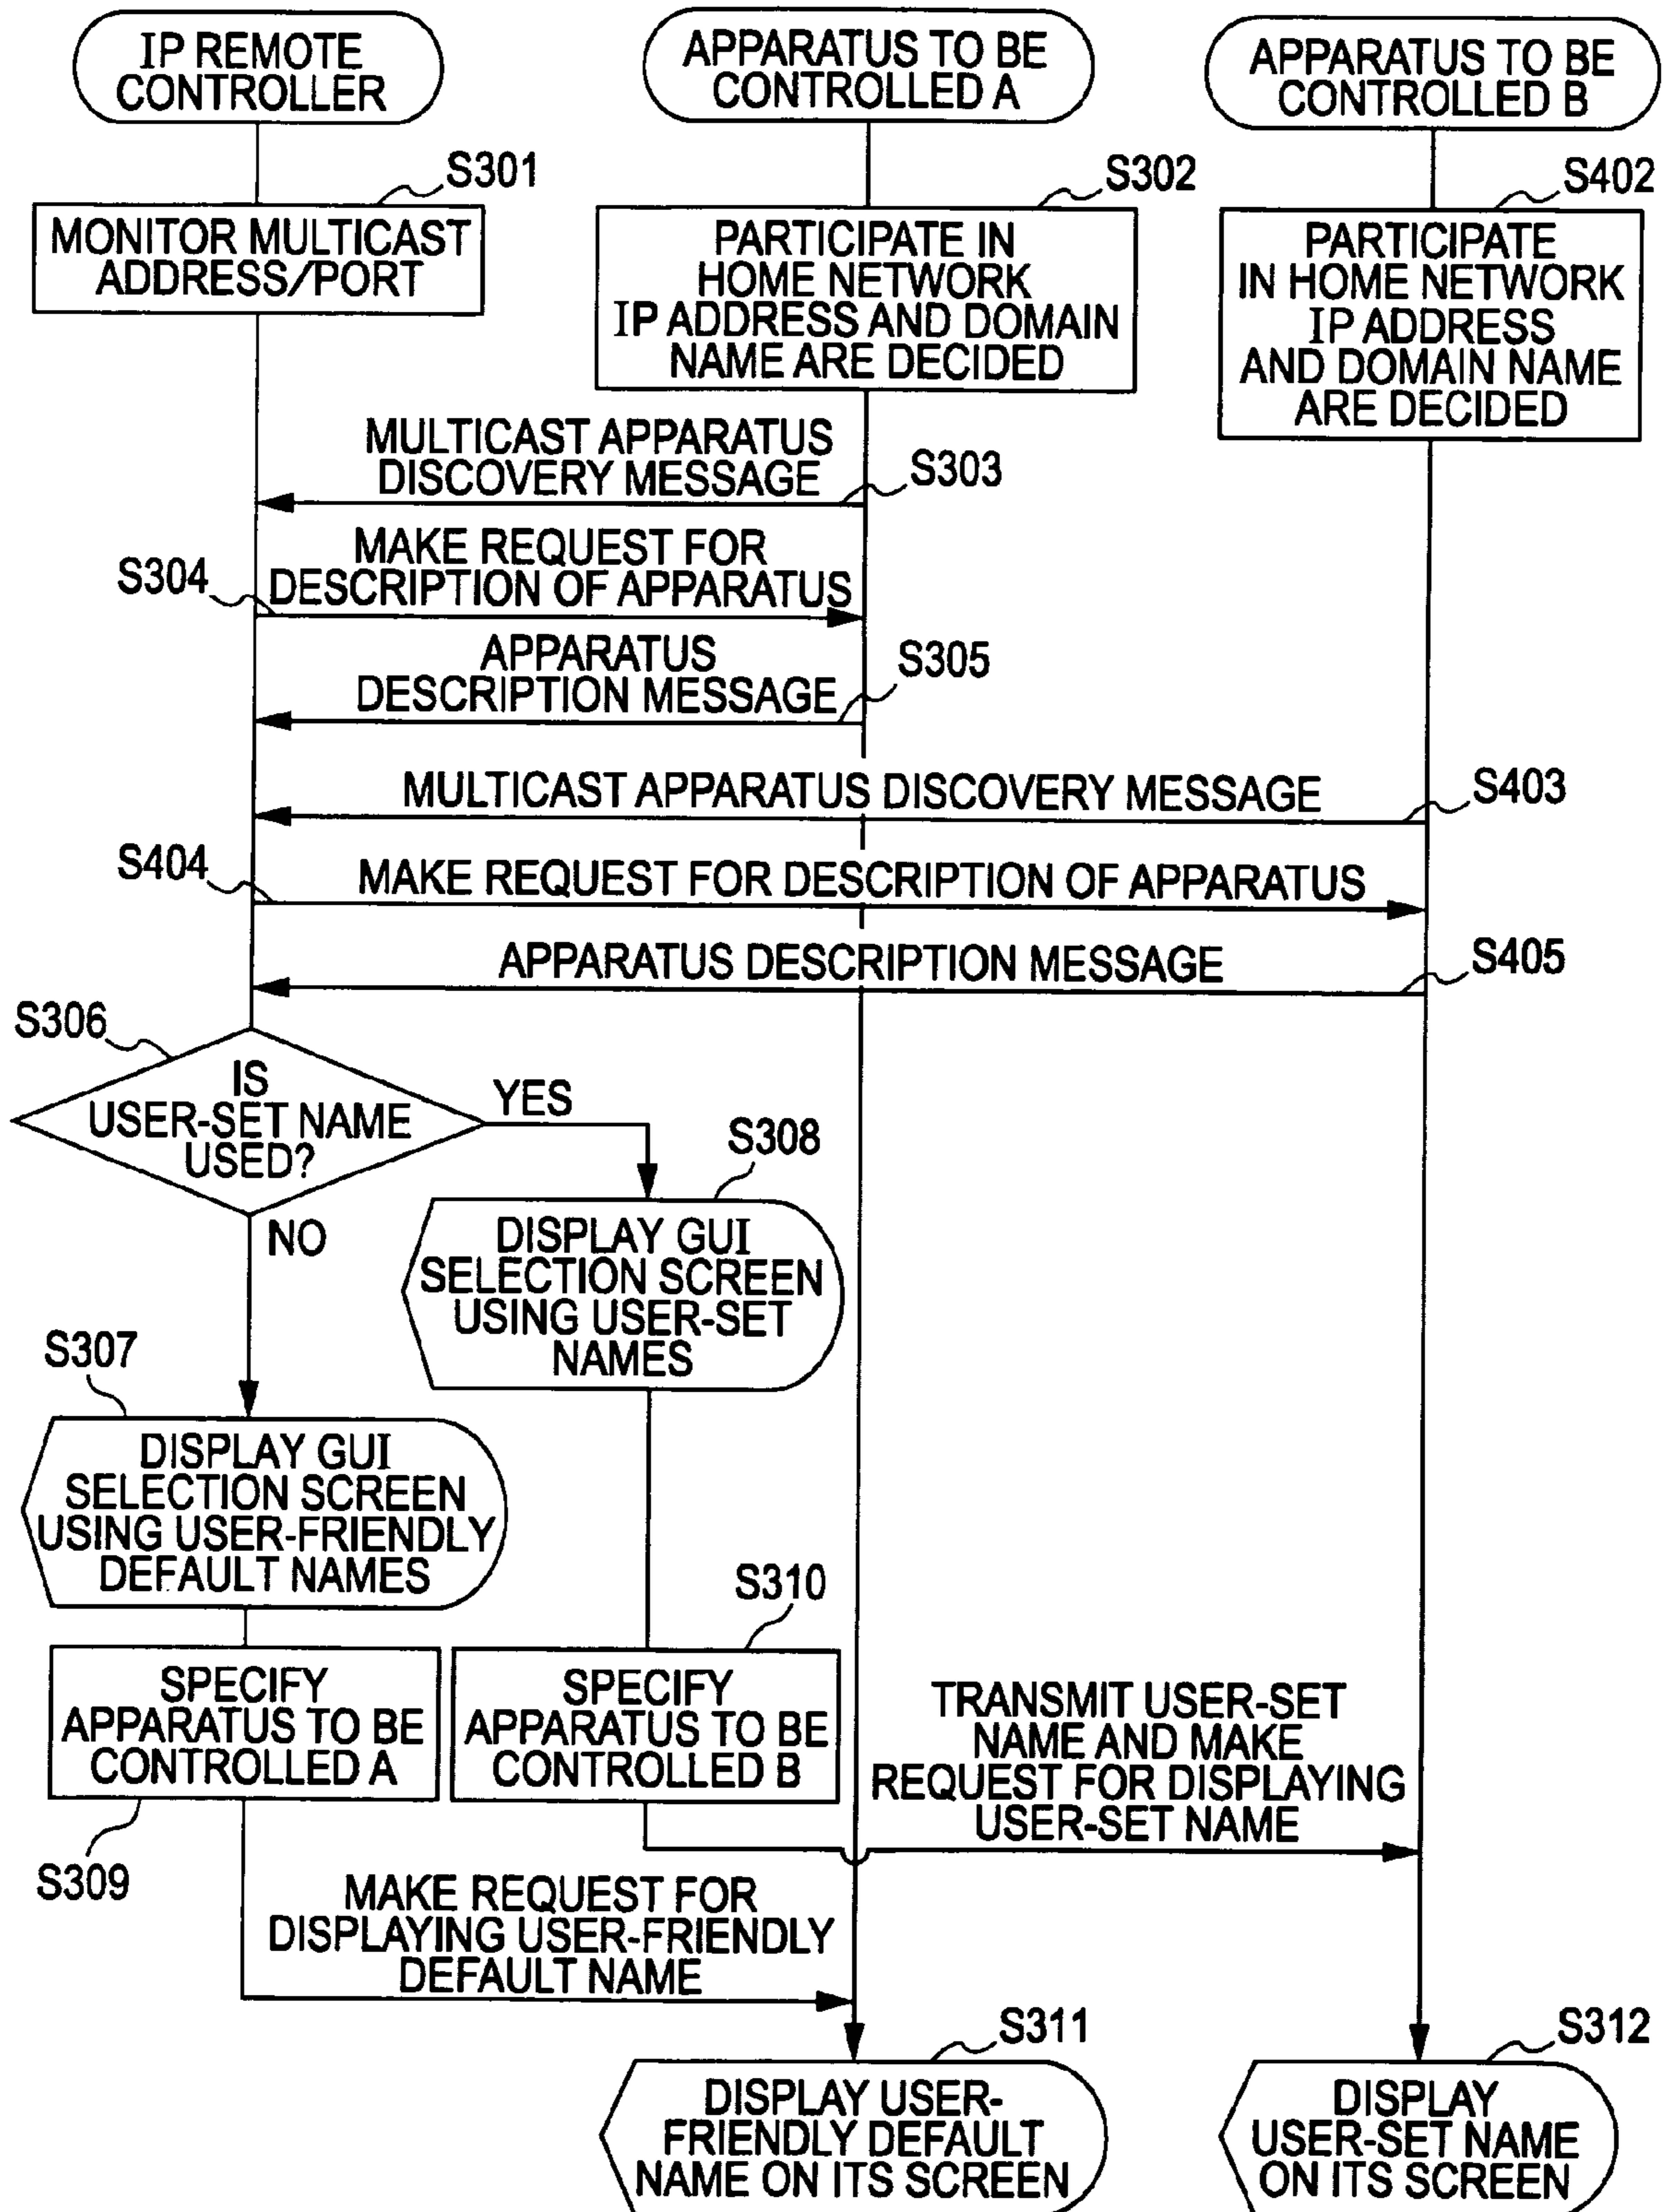 IP REMOTE
CONTROLLER
APPARATUS TO BE
CONTROLLED A
APPARATUS TO BE
CONTROLLED B
S301
MONITOR MULTICAST
ADDRESS/PORT
S302
PARTICIPATE IN
HOME NETWORK
IP ADDRESS AND DOMAIN
NAME ARE DECIDED
S402
PARTICIPATE
IN HOME NETWORK
IP ADDRESS
AND DOMAIN NAME
ARE DECIDED
MULTICAST APPARATUS
DISCOVERY MESSAGE
S303
MAKE REQUEST FOR
DESCRIPTION OF APPARATUS
S304
APPARATUS
DESCRIPTION MESSAGE
S305
MULTICAST APPARATUS DISCOVERY MESSAGE
S403
S404
MAKE REQUEST FOR DESCRIPTION OF APPARATUS
APPARATUS DESCRIPTION MESSAGE
S405
S306
IS
USER-SET NAME
USED?
YES
NO
S308
DISPLAY GUI
SELECTION SCREEN
USING USER-SET
NAMES
S307
DISPLAY GUI
SELECTION SCREEN
USING USER-FRIENDLY
DEFAULT NAMES
S310
SPECIFY
APPARATUS TO BE
CONTROLLED A
SPECIFY
APPARATUS TO BE
CONTROLLED B
TRANSMIT USER-SET
NAME AND MAKE
REQUEST FOR DISPLAYING
USER-SET NAME
S309
MAKE REQUEST FOR
DISPLAYING USER-FRIENDLY
DEFAULT NAME
S311
DISPLAY USER-
FRIENDLY DEFAULT
NAME ON ITS SCREEN
S312
DISPLAY
USER-SET NAME
ON ITS SCREEN